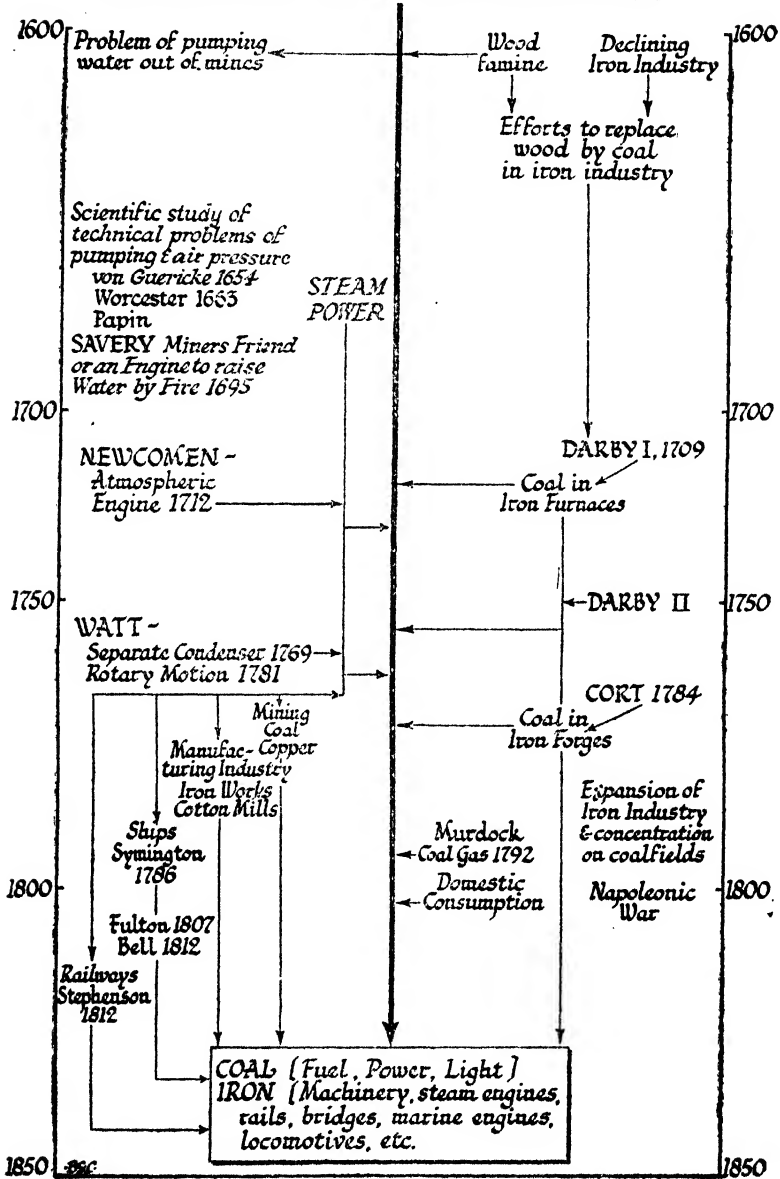 1600
1600
Problem of pumping
water out of mines
Wood
famine
Declining
Iron Industry
Efforts to replace
wood by coal
in iron industry
Scientific study of
technical problems of
pumping & air pressure
von Guericke 1654
Worcester 1663
Papin
SAVERY Miners Friend
or an Engine to raise
Water by Fire 1695
STEAM
POWER
1700
1700
DARBY I, 1709
NEWCOMEN -
Atmospheric
Engine 1712
Coal in
Iron Furnaces
1750
1750
DARBY II
WATT -
Separate Condenser 1769
Rotary Motion 1781
CORT 1784
Coal in
Iron Forges
Mining
Coal
Copper
Manufac-
turing Industry
Iron Works
Cotton Mills
Ships
Symington
1786
Expansion of
Iron Industry
& concentration
on coalfields
Murdock
Coal Gas 1792
Domestic
Consumption
1800
1800
Napoleonic
War
Fulton 1807
Bell 1812
Railways
Stephenson
1812
COAL [Fuel, Power, Light]
IRON [Machinery, steam engines,
rails, bridges, marine engines,
locomotives, etc.
1850
1850